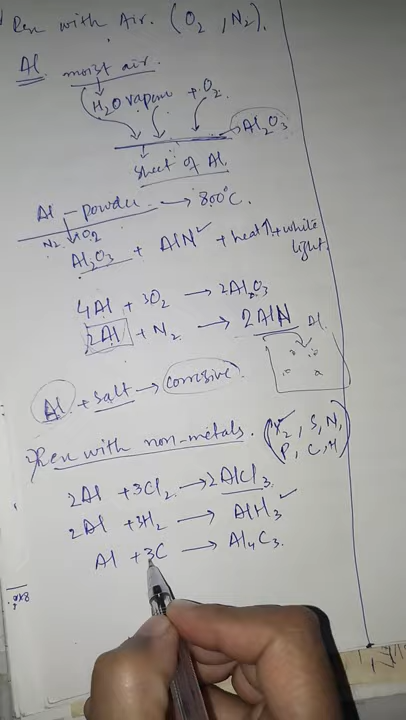 Rxn with Air. (O2, N2).
Al moist air.
H2O vapour + O2.
Al2O3
sheet of Al.
Al - powder → 800°C.
N2 O2
Al2O3 + AlN ✓ + heat↑ + white light.
4Al + 3O2 → 2Al2O3
2Al + N2 → 2AlN
Al
Al + salt → corrosive.
Rxn with non-metals. (X2, S, N, P, C, H)
2Al + 3Cl2 → 2AlCl3.
2Al + 3H2 → AlH3 ✓
Al + 3C → Al4C3.